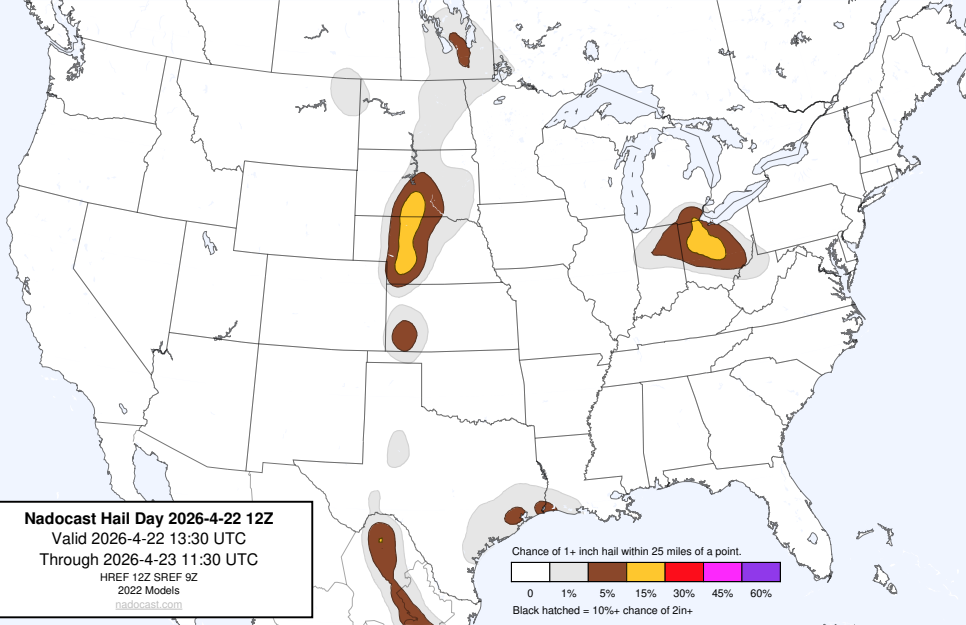 Nadocast Hail Day 2026-4-22 12Z
Valid 2026-4-22 13:30 UTC
Through 2026-4-23 11:30 UTC
HREF 12Z SREF 9Z
2022 Models
nadocast.com
Chance of 1+ inch hail within 25 miles of a point.
0 1% 5% 15% 30% 45% 60%
Black hatched = 10%+ chance of 2in+